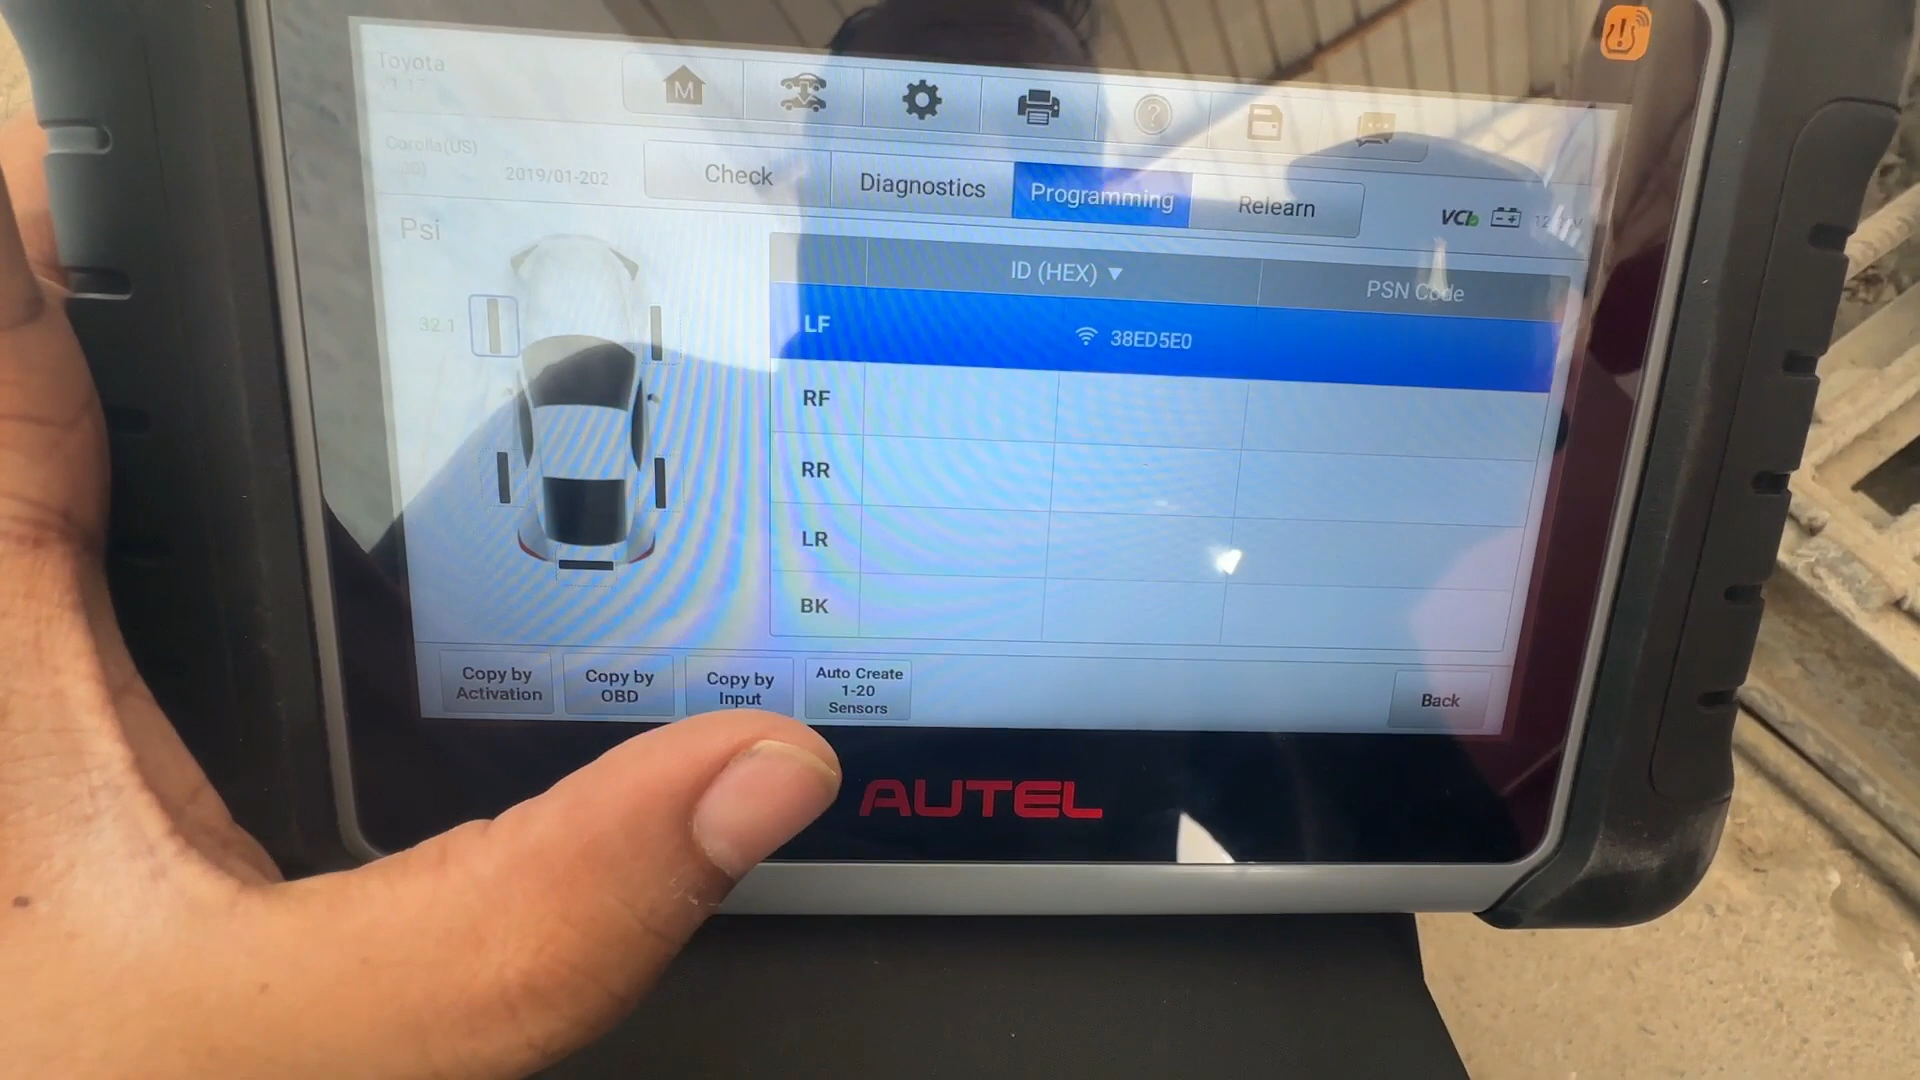 Toyota
M
Corolla(US)
2019/01-202
Check
Diagnostics
Programming
Relearn
VCI
Psi
ID (HEX) ▼
PSN Code
32.1
LF
38ED5E0
RF
RR
LR
BK
Copy by
Activation
Copy by
OBD
Copy by
Input
Auto Create
1-20
Sensors
Back
AUTEL